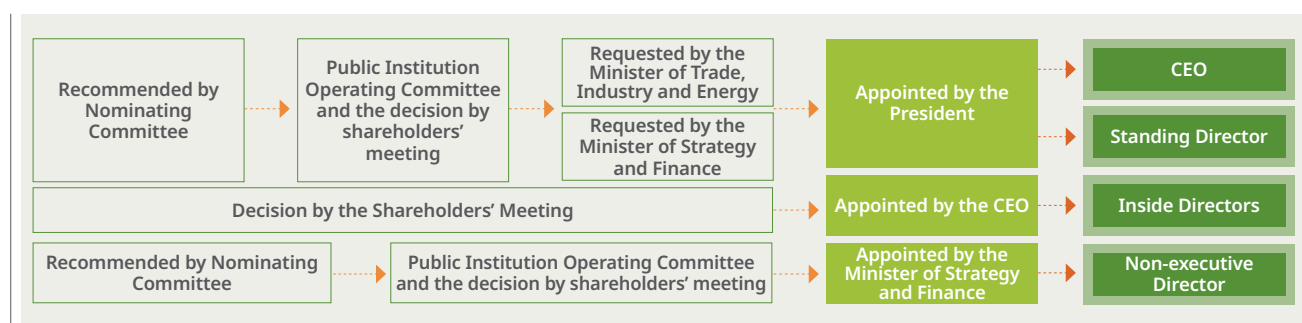 Recommended by
Nominating
Committee
Public Institution
Operating Committee
and the decision by
shareholders’
meeting
Requested by the
Minister of Trade,
Industry and Energy
Requested by the
Minister of Strategy
and Finance
Appointed by the
President
CEO
Standing Director
Decision by the Shareholders’ Meeting
Appointed by the CEO
Inside Directors
Recommended by Nominating
Committee
Public Institution Operating Committee
and the decision by shareholders’ meeting
Appointed by the
Minister of Strategy
and Finance
Non-executive
Director